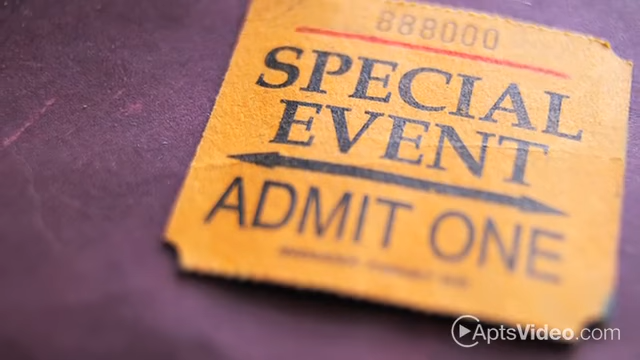 888000
SPECIAL
EVENT
ADMIT ONE
AptsVideo.com